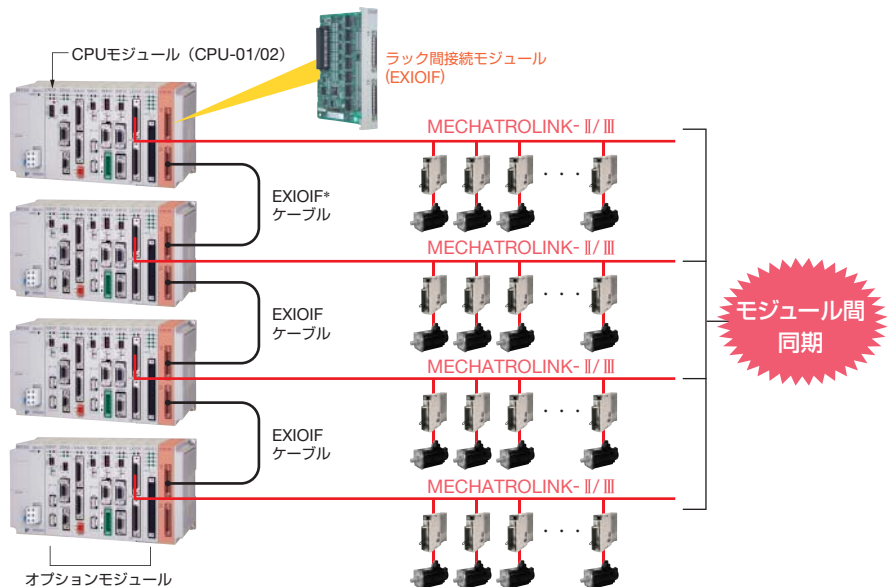 CPUモジュール（CPU-01/02）
ラック間接続モジュール
(EXIOIF)
MECHATROLINK-Ⅱ/Ⅲ
EXIOIF*
ケーブル
MECHATROLINK-Ⅱ/Ⅲ
EXIOIF
ケーブル
モジュール間
同期
MECHATROLINK-Ⅱ/Ⅲ
EXIOIF
ケーブル
MECHATROLINK-Ⅱ/Ⅲ
オプションモジュール